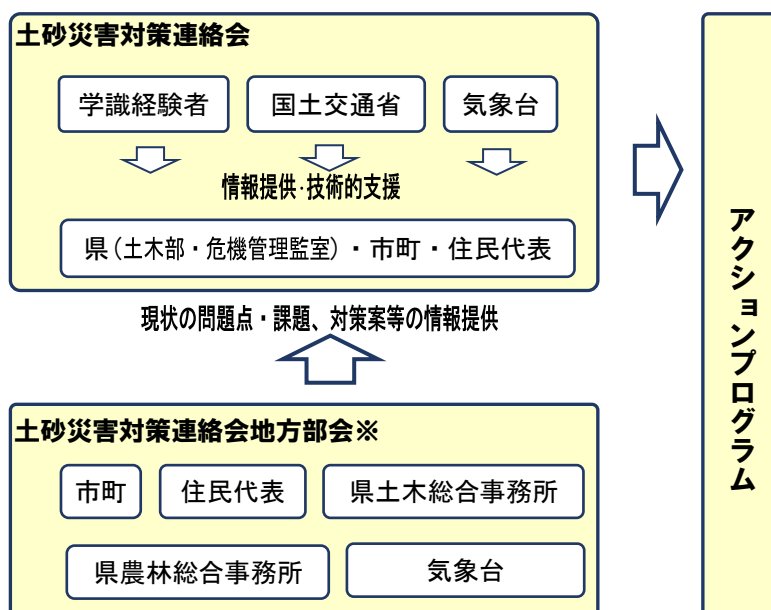 土砂災害対策連絡会
学識経験者
国土交通省
気象台
情報提供·技術的支援
県(土木部・危機管理監室)・市町・住民代表
現状の問題点・課題、対策案等の情報提供
土砂災害対策連絡会地方部会※
市町
住民代表
県土木総合事務所
県農林総合事務所
気象台
アクションプログラム